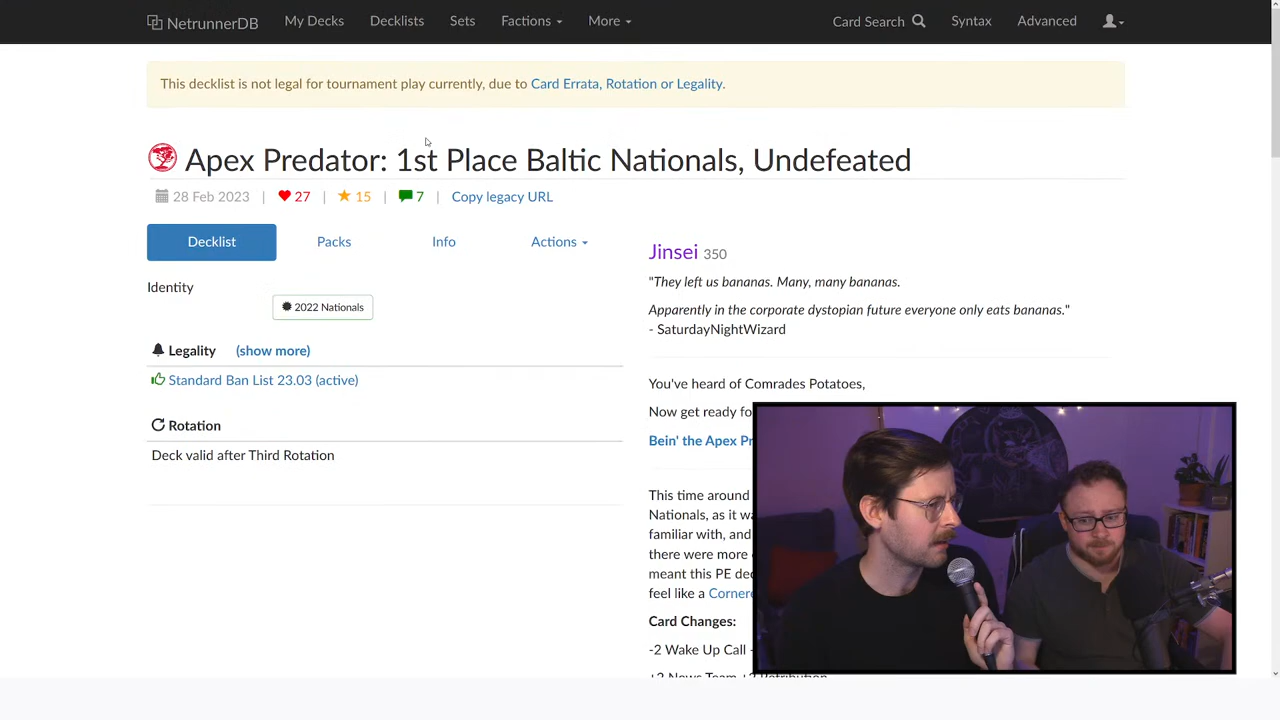 NetrunnerDB My Decks Decklists Sets Factions More Card Search Syntax Advanced
This decklist is not legal for tournament play currently, due to Card Errata, Rotation or Legality.
Apex Predator: 1st Place Baltic Nationals, Undefeated
28 Feb 2023 | 27 | 15 | 7 | Copy legacy URL
Decklist Packs Info Actions
Identity
2022 Nationals
Legality (show more)
Standard Ban List 23.03 (active)
Rotation
Deck valid after Third Rotation
Jinsei 350
"They left us bananas. Many, many bananas.
Apparently in the corporate dystopian future everyone only eats bananas."
- SaturdayNightWizard
You've heard of Comrades Potatoes,
Now get ready fo
Bein' the Apex Pr
This time around
Nationals, as it wa
familiar with, and
there were more
meant this PE dec
feel like a Corner
Card Changes:
-2 Wake Up Call -
+2 News Team +2 Retribution